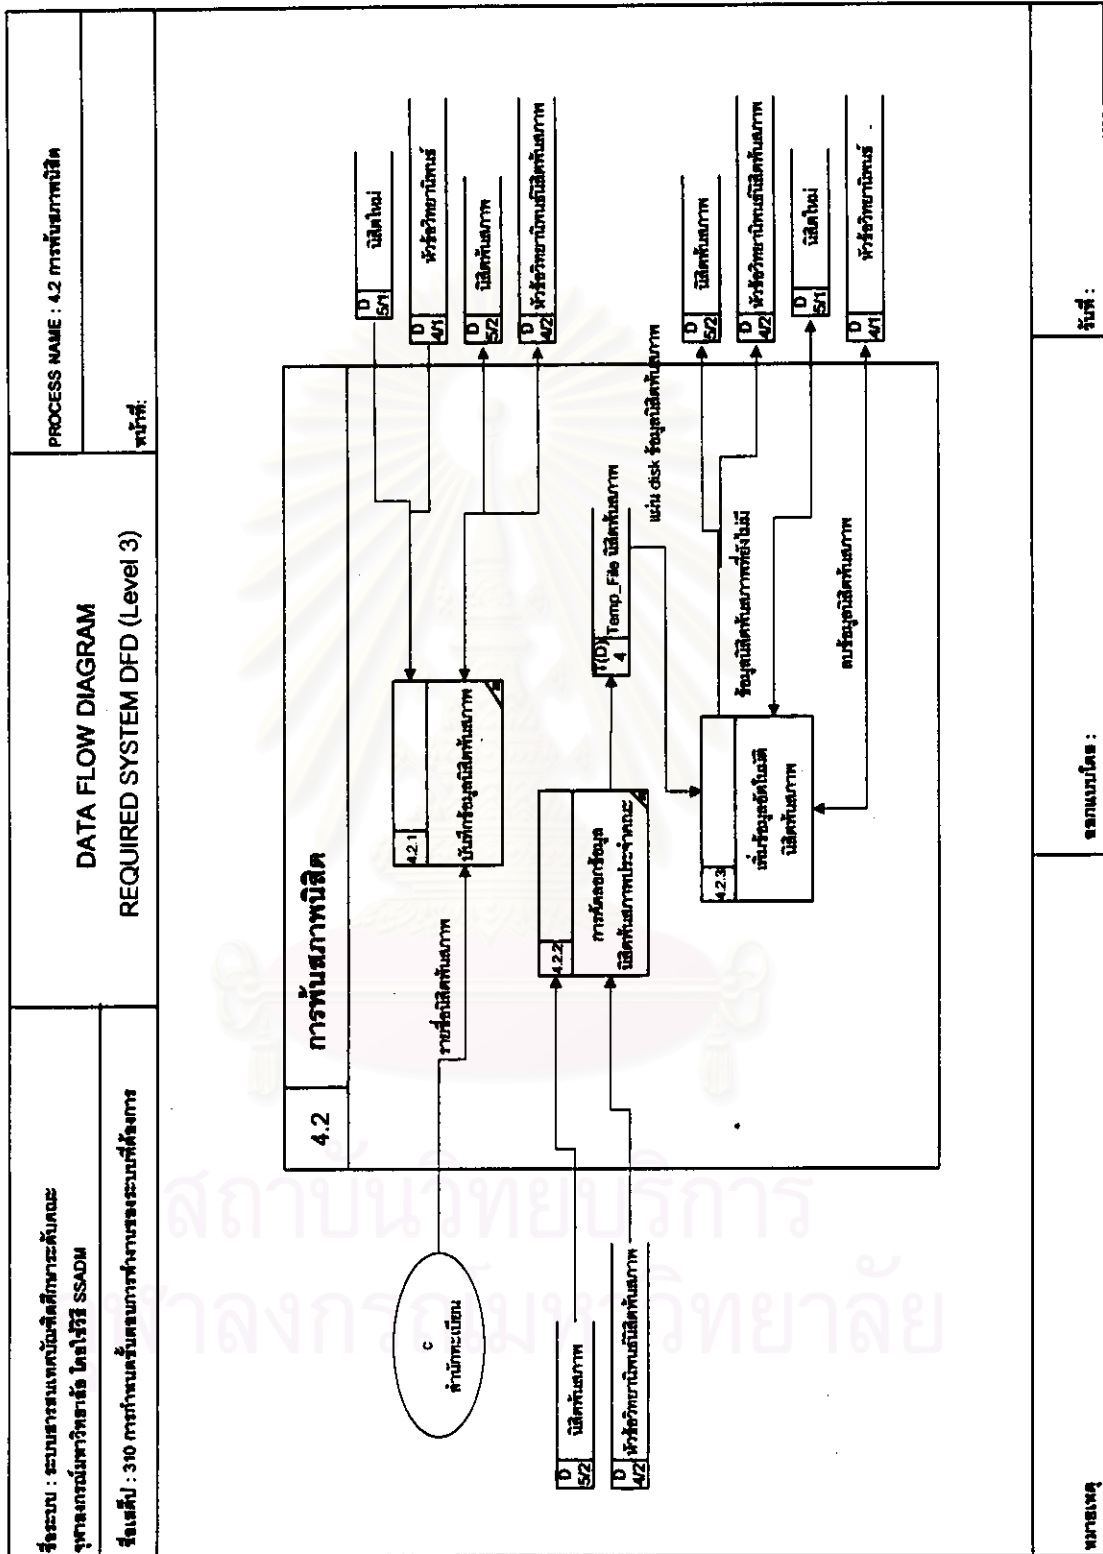 ชื่อระบบ : ระบบสารสนเทศบัณฑิตศึกษาระดับคณะ
จุฬาลงกรณ์มหาวิทยาลัย โดยใช้วิธี SSADM
ชื่อสเต็ป : 310 การกำหนดขั้นตอนการทำงานของระบบที่ต้องการ
DATA FLOW DIAGRAM
REQUIRED SYSTEM DFD (Level 3)
PROCESS NAME : 4.2 การพ้นสภาพนิสิต
หน้าที่:
4.2
การพ้นสภาพนิสิต
C
สำนักทะเบียน
รายชื่อนิสิตพ้นสภาพ
4.2.1
บันทึกข้อมูลนิสิตพ้นสภาพ
D
5/1
นิสิตใหม่
D
4/1
หัวข้อวิทยานิพนธ์
D
5/2
นิสิตพ้นสภาพ
D
4/2
หัวข้อวิทยานิพนธ์นิสิตพ้นสภาพ
D
5/2
นิสิตพ้นสภาพ
D
4/2
หัวข้อวิทยานิพนธ์นิสิตพ้นสภาพ
4.2.2
การคัดลอกข้อมูล
นิสิตพ้นสภาพประจำคณะ
T(D)
4
Temp_File นิสิตพ้นสภาพ
แผ่น disk ข้อมูลนิสิตพ้นสภาพ
4.2.3
เพิ่มข้อมูลอัตโนมัติ
นิสิตพ้นสภาพ
ข้อมูลนิสิตพ้นสภาพที่ยังไม่มี
ลบข้อมูลนิสิตพ้นสภาพ
D
5/2
นิสิตพ้นสภาพ
D
4/2
หัวข้อวิทยานิพนธ์นิสิตพ้นสภาพ
D
5/1
นิสิตใหม่
D
4/1
หัวข้อวิทยานิพนธ์
หมายเหตุ
ออกแบบโดย :
วันที่ :
สถาบันวิทยบริการ
จุฬาลงกรณ์มหาวิทยาลัย